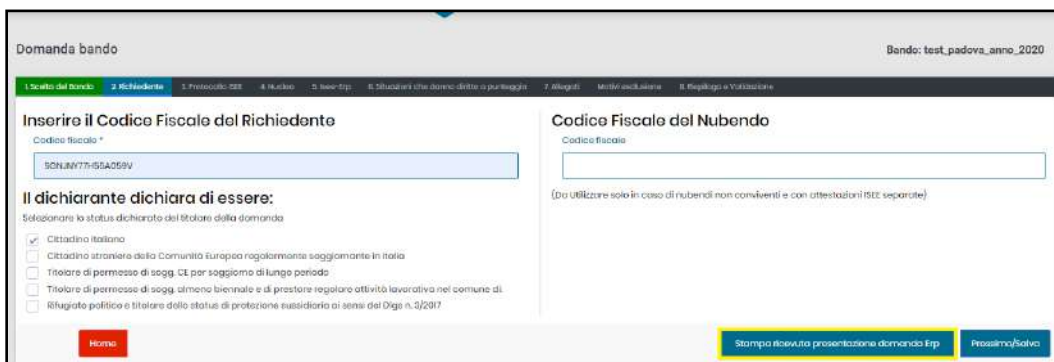 Domanda bando
Bando: test_padova_anno_2020
1. Scelta del Bando 2. Richiedente 3. Protocollo ISEE 4. Nucleo 5. Isee-Erp 6. Situazioni che danno diritto a punteggio 7. Allegati Motivi esclusione 8. Riepilogo e Validazione
Inserire il Codice Fiscale del Richiedente
Codice fiscale *
Il dichiarante dichiara di essere:
Selezionare lo status dichiarato del titolare della domanda
Cittadino italiano
Cittadino straniero della Comunità Europea regolarmente soggiornante in Italia
Titolare di permesso di sogg. CE per soggiorno di lungo periodo
Titolare di permesso di sogg. almeno biennale e di prestare regolare attività lavorativa nel comune di:
Rifugiato politico e titolare dello status di protezione sussidiaria ai sensi del Dlgs n. 3/2017
Codice Fiscale del Nubendo
Codice fiscale
(Da Utilizzare solo in caso di nubendi non conviventi e con attestazioni ISEE separate)
Home
Stampa ricevuta presentazione domanda Erp
Prossimo/Salva